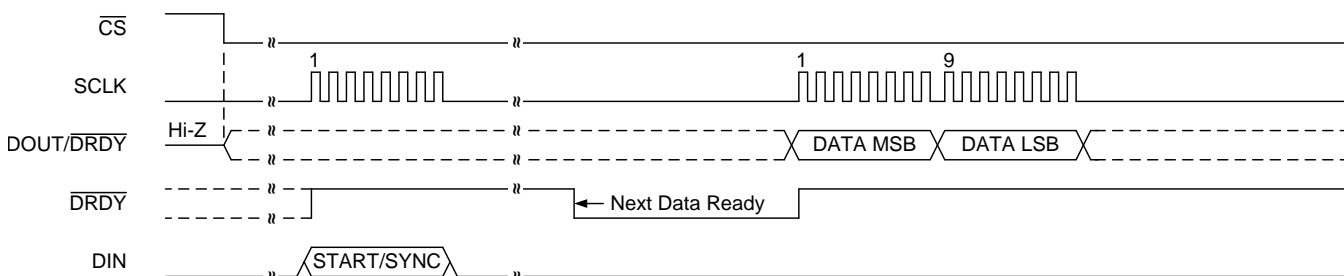 CS
SCLK
1
1
9
Hi-Z
DOUT/DRDY
DATA MSB
DATA LSB
DRDY
Next Data Ready
DIN
START/SYNC